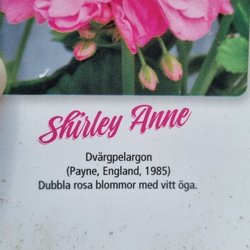 Shirley Anne
Dvärgpelargon
(Payne, England, 1985)
Dubbla rosa blommor med vitt öga.